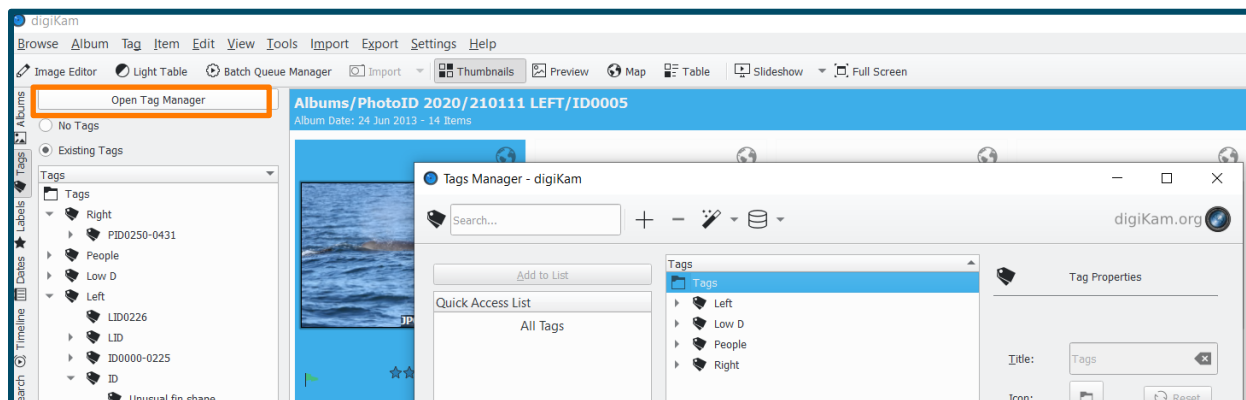 digiKam
Browse Album Tag Item Edit View Tools Import Export Settings Help
Image Editor Light Table Batch Queue Manager Import Thumbnails Preview Map Table Slideshow Full Screen
Albums
Tags
Labels
Dates
Timeline
Open Tag Manager
No Tags
Existing Tags
Tags
Tags
Right
PID0250-0431
People
Low D
Left
LID0226
LID
ID0000-0225
ID
Unusual fin shape
Albums/PhotoID 2020/210111 LEFT/ID0005
Album Date: 24 Jun 2013 - 14 Items
Tags Manager - digiKam
Search...
digiKam.org
Add to List
Quick Access List
All Tags
Tags
Tags
Left
Low D
People
Right
Tag Properties
Title: Tags
Icon: Reset